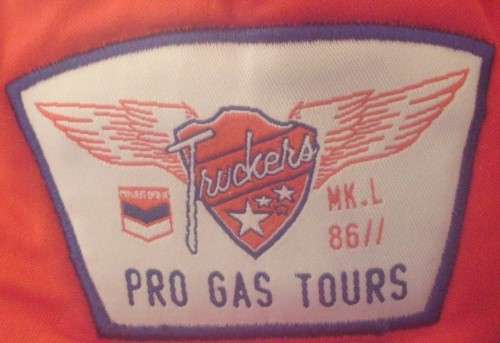 Truckers
MK.L
86//
PRO GAS TOURS